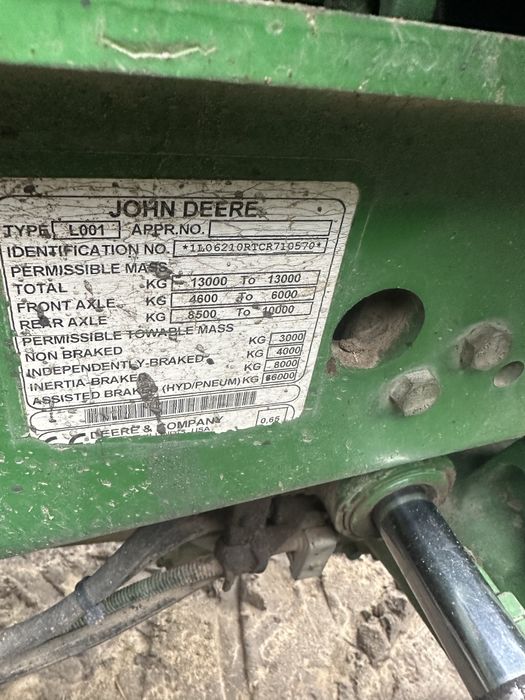 JOHN DEERE
TYPE L001 APPR.NO.
IDENTIFICATION NO. *1L06210RTCR710570*
PERMISSIBLE MASS
TOTAL KG 13000 To 13000
FRONT AXLE KG 4600 To 6000
REAR AXLE KG 8500 To 10000
PERMISSIBLE TOWABLE MASS
NON BRAKED KG 3000
INDEPENDENTLY-BRAKED KG 4000
INERTIA-BRAKED KG 8000
ASSISTED BRAKED (HYD/PNEUM) KG
DEERE & COMPANY 0,65
USA